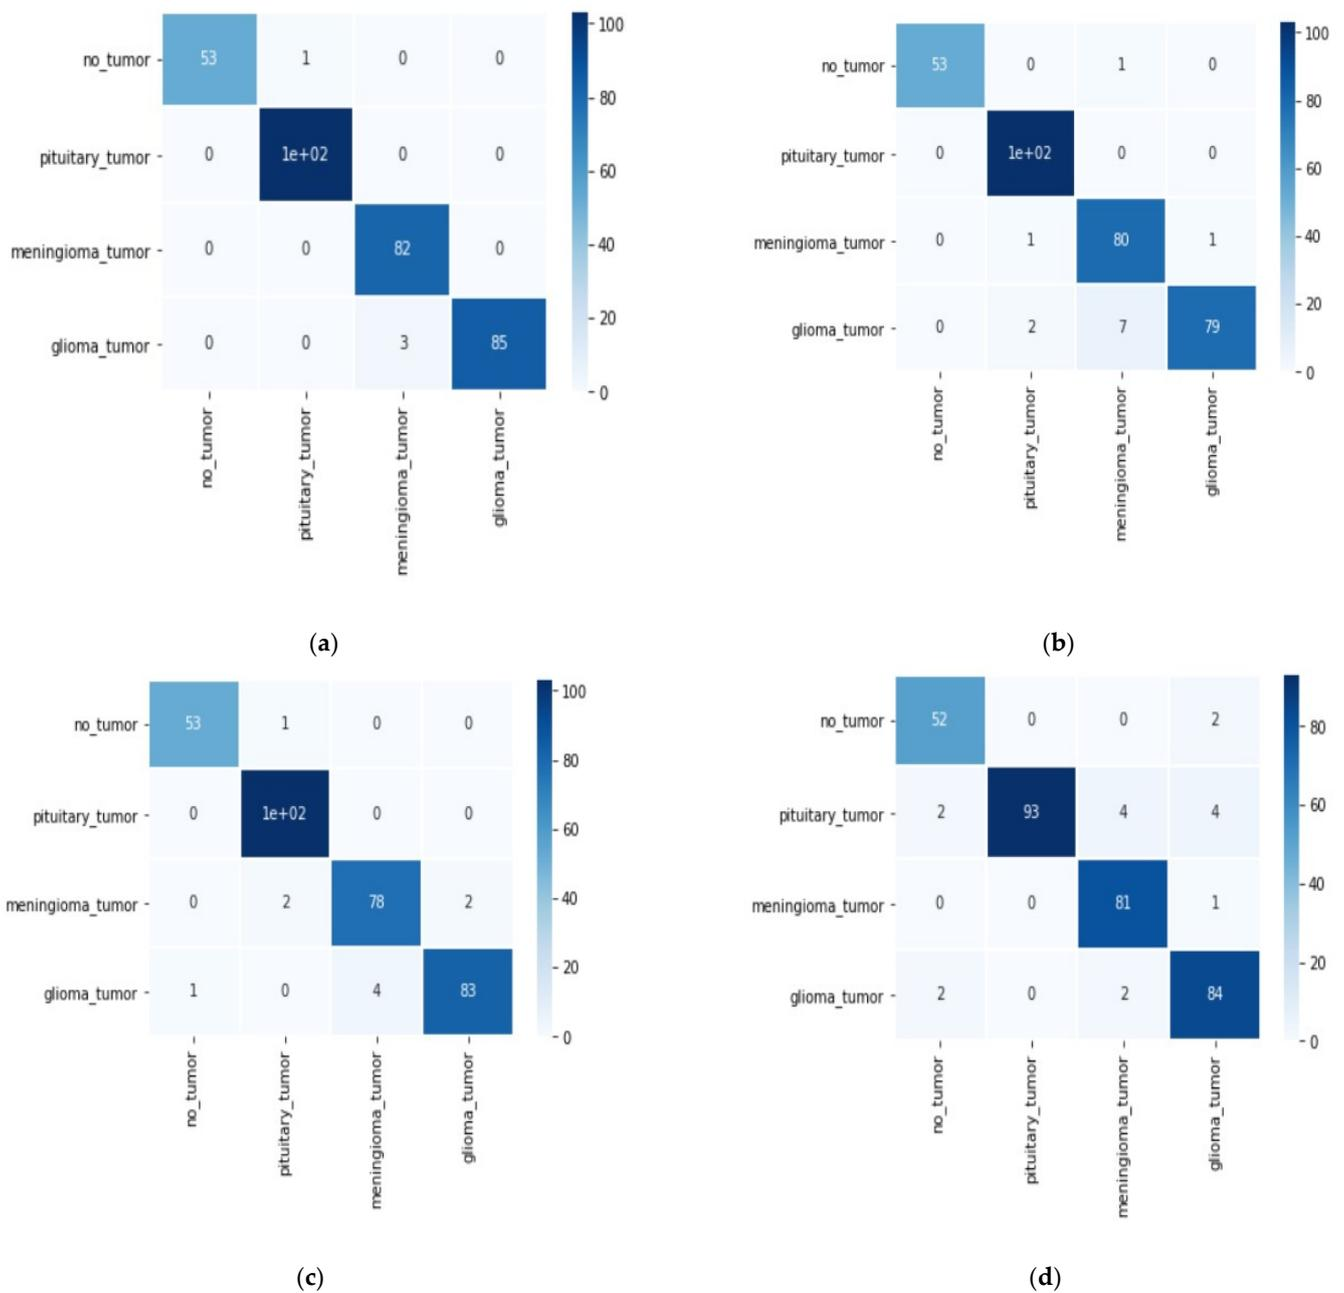 no_tumor 53 1 0 0
pituitary_tumor 0 1e+02 0 0
meningioma_tumor 0 0 82 0
glioma_tumor 0 0 3 85
100
80
60
40
20
0
no_tumor
pituitary_tumor
meningioma_tumor
glioma_tumor
(a)
no_tumor 53 0 1 0
pituitary_tumor 0 1e+02 0 0
meningioma_tumor 0 1 80 1
glioma_tumor 0 2 7 79
100
80
60
40
20
0
no_tumor
pituitary_tumor
meningioma_tumor
glioma_tumor
(b)
no_tumor 53 1 0 0
pituitary_tumor 0 1e+02 0 0
meningioma_tumor 0 2 78 2
glioma_tumor 1 0 4 83
100
80
60
40
20
0
no_tumor
pituitary_tumor
meningioma_tumor
glioma_tumor
(c)
no_tumor 52 0 0 2
pituitary_tumor 2 93 4 4
meningioma_tumor 0 0 81 1
glioma_tumor 2 0 2 84
80
60
40
20
0
no_tumor
pituitary_tumor
meningioma_tumor
glioma_tumor
(d)